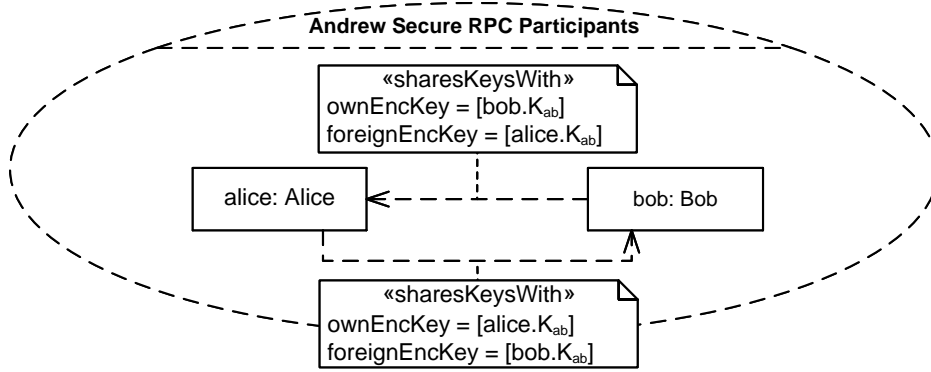 Andrew Secure RPC Participants
«sharesKeysWith»
ownEncKey = [bob.Kab]
foreignEncKey = [alice.Kab]
alice: Alice
bob: Bob
«sharesKeysWith»
ownEncKey = [alice.Kab]
foreignEncKey = [bob.Kab]